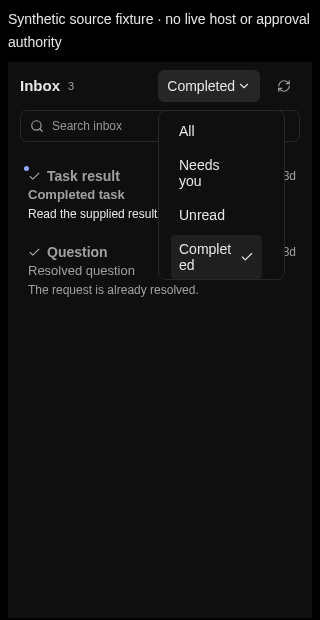 Synthetic source fixture · no live host or approval
authority
Inbox 3
Completed
Search inbox
All
Needs
you
Unread
Complet
ed
Task result
3d
Completed task
Read the supplied result
Question
3d
Resolved question
The request is already resolved.